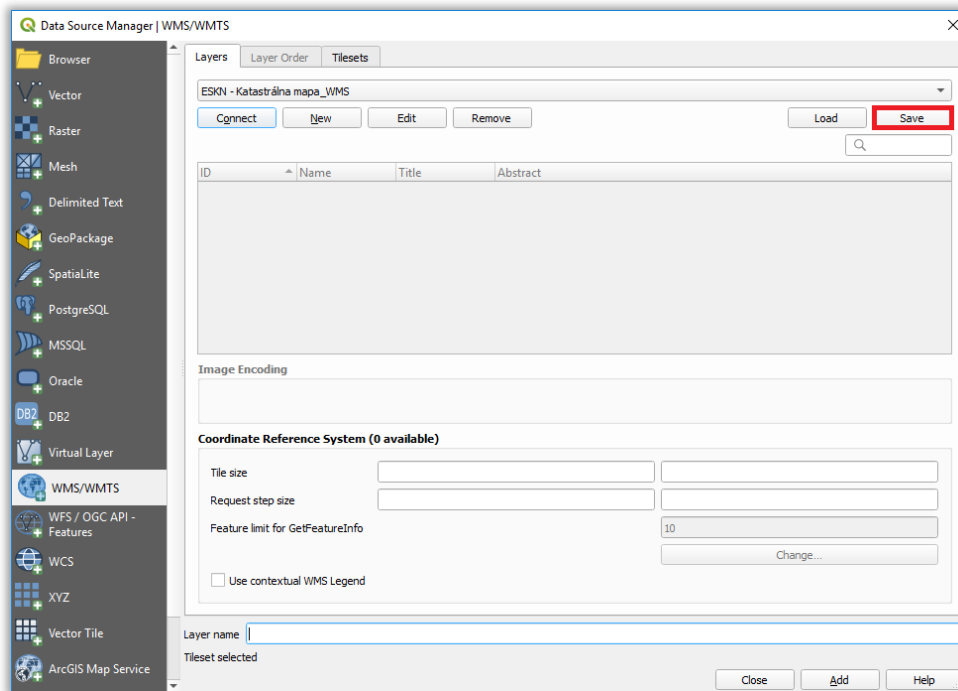 Data Source Manager | WMS/WMTS
Browser
Vector
Raster
Mesh
Delimited Text
GeoPackage
SpatiaLite
PostgreSQL
MSSQL
Oracle
DB2
DB2
Virtual Layer
WMS/WMTS
WFS / OGC API -
Features
WCS
XYZ
Vector Tile
ArcGIS Map Service
Layers
Layer Order
Tilesets
ESKN - Katastrálna mapa_WMS
Connect
New
Edit
Remove
Load
Save
ID
Name
Title
Abstract
Image Encoding
Coordinate Reference System (0 available)
Tile size
Request step size
Feature limit for GetFeatureInfo
10
Change...
Use contextual WMS Legend
Layer name
Tileset selected
Close
Add
Help